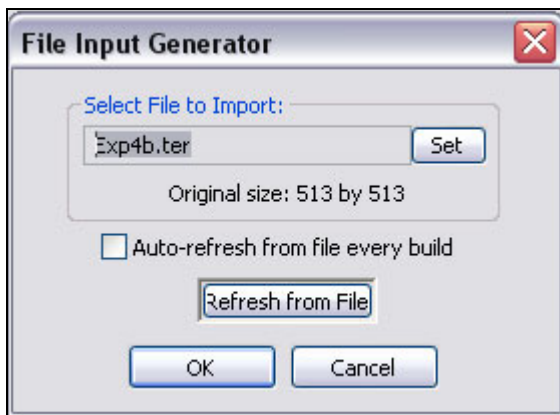 File Input Generator
Select File to Import:
Exp4b.ter
Set
Original size: 513 by 513
Auto-refresh from file every build
Refresh from File
OK
Cancel